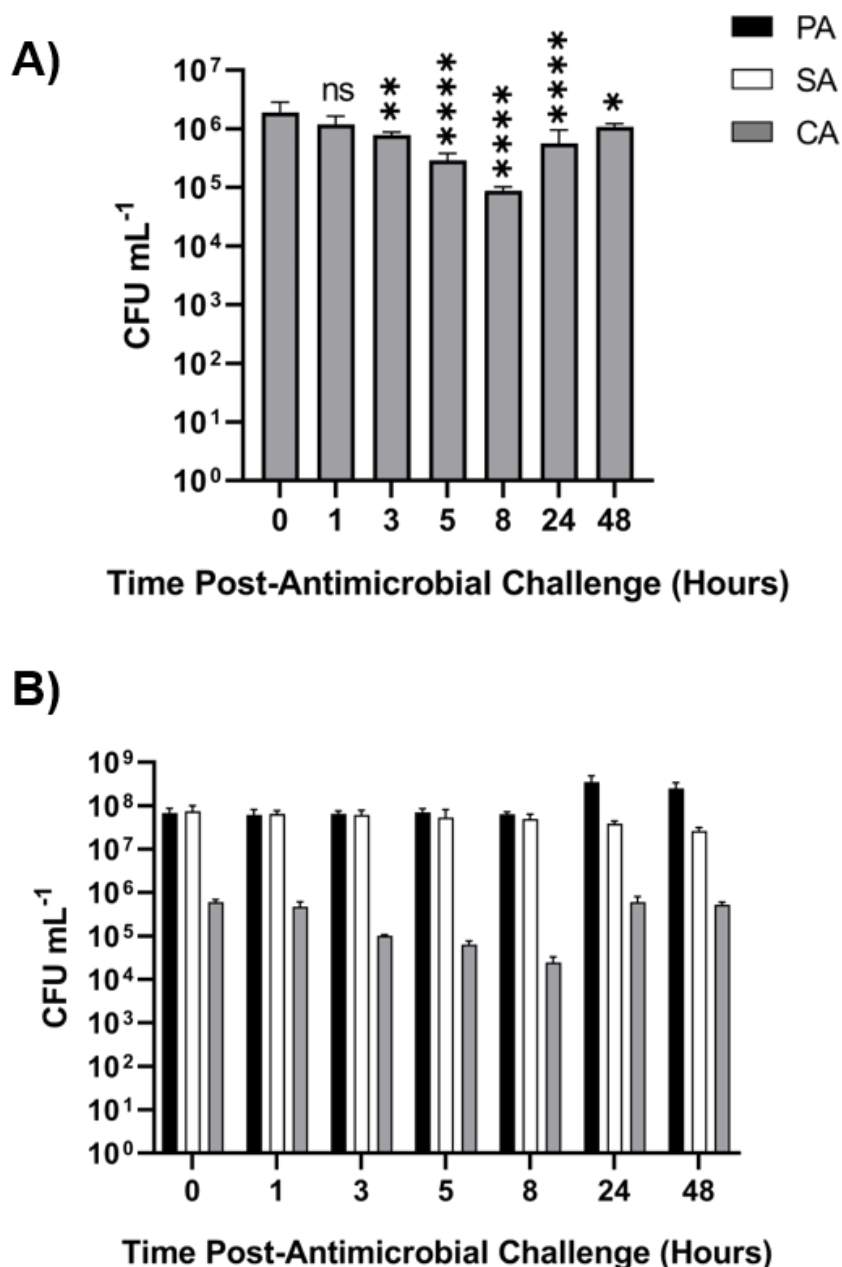 A)
PA
SA
CA
10⁷
10⁶
10⁵
10⁴
10³
10²
10¹
10⁰
CFU mL⁻¹
ns
**
****
****
****
*
0 1 3 5 8 24 48
Time Post-Antimicrobial Challenge (Hours)
B)
10⁹
10⁸
10⁷
10⁶
10⁵
10⁴
10³
10²
10¹
10⁰
CFU mL⁻¹
0 1 3 5 8 24 48
Time Post-Antimicrobial Challenge (Hours)